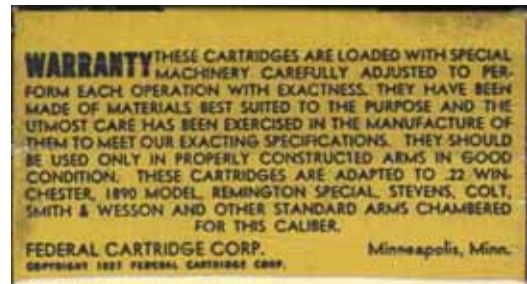 WARRANTY THESE CARTRIDGES ARE LOADED WITH SPECIAL
MACHINERY CAREFULLY ADJUSTED TO PER-
FORM EACH OPERATION WITH EXACTNESS. THEY HAVE BEEN
MADE OF MATERIALS BEST SUITED TO THE PURPOSE AND THE
UTMOST CARE HAS BEEN EXERCISED IN THE MANUFACTURE OF
THEM TO MEET OUR EXACTING SPECIFICATIONS. THEY SHOULD
BE USED ONLY IN PROPERLY CONSTRUCTED ARMS IN GOOD
CONDITION. THESE CARTRIDGES ARE ADAPTED TO .22 WIN-
CHESTER, 1890 MODEL, REMINGTON SPECIAL, STEVENS, COLT,
SMITH & WESSON AND OTHER STANDARD ARMS CHAMBERED
FOR THIS CALIBER.
FEDERAL CARTRIDGE CORP. Minneapolis, Minn.
COPYRIGHT 1937 FEDERAL CARTRIDGE CORP.